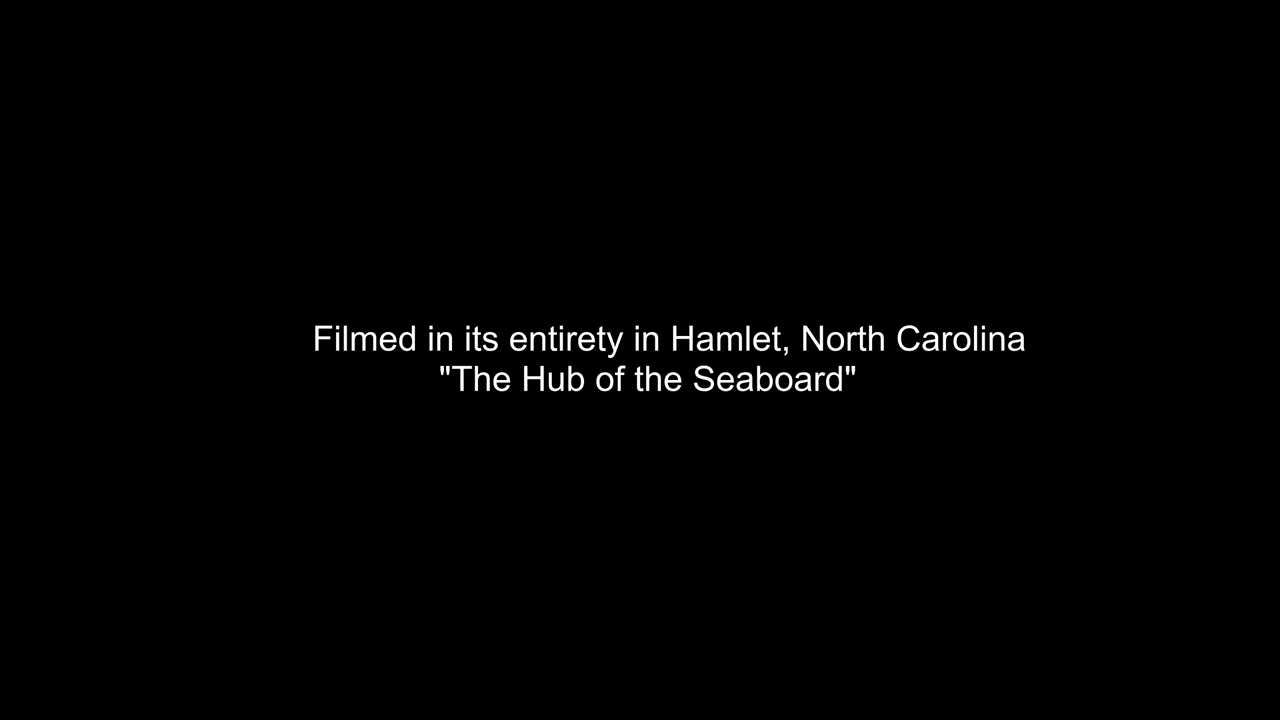 Filmed in its entirety in Hamlet, North Carolina
"The Hub of the Seaboard"